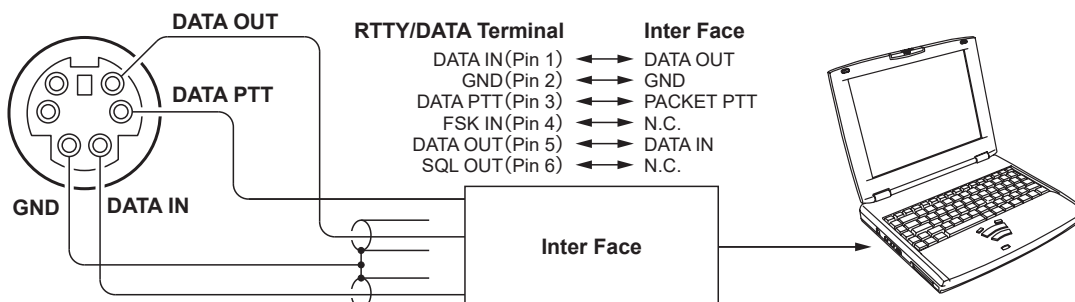 DATA OUT
DATA PTT
GND
DATA IN
RTTY/DATA Terminal Inter Face
DATA IN(Pin 1) DATA OUT
GND(Pin 2) GND
DATA PTT(Pin 3) PACKET PTT
FSK IN(Pin 4) N.C.
DATA OUT(Pin 5) DATA IN
SQL OUT(Pin 6) N.C.
Inter Face